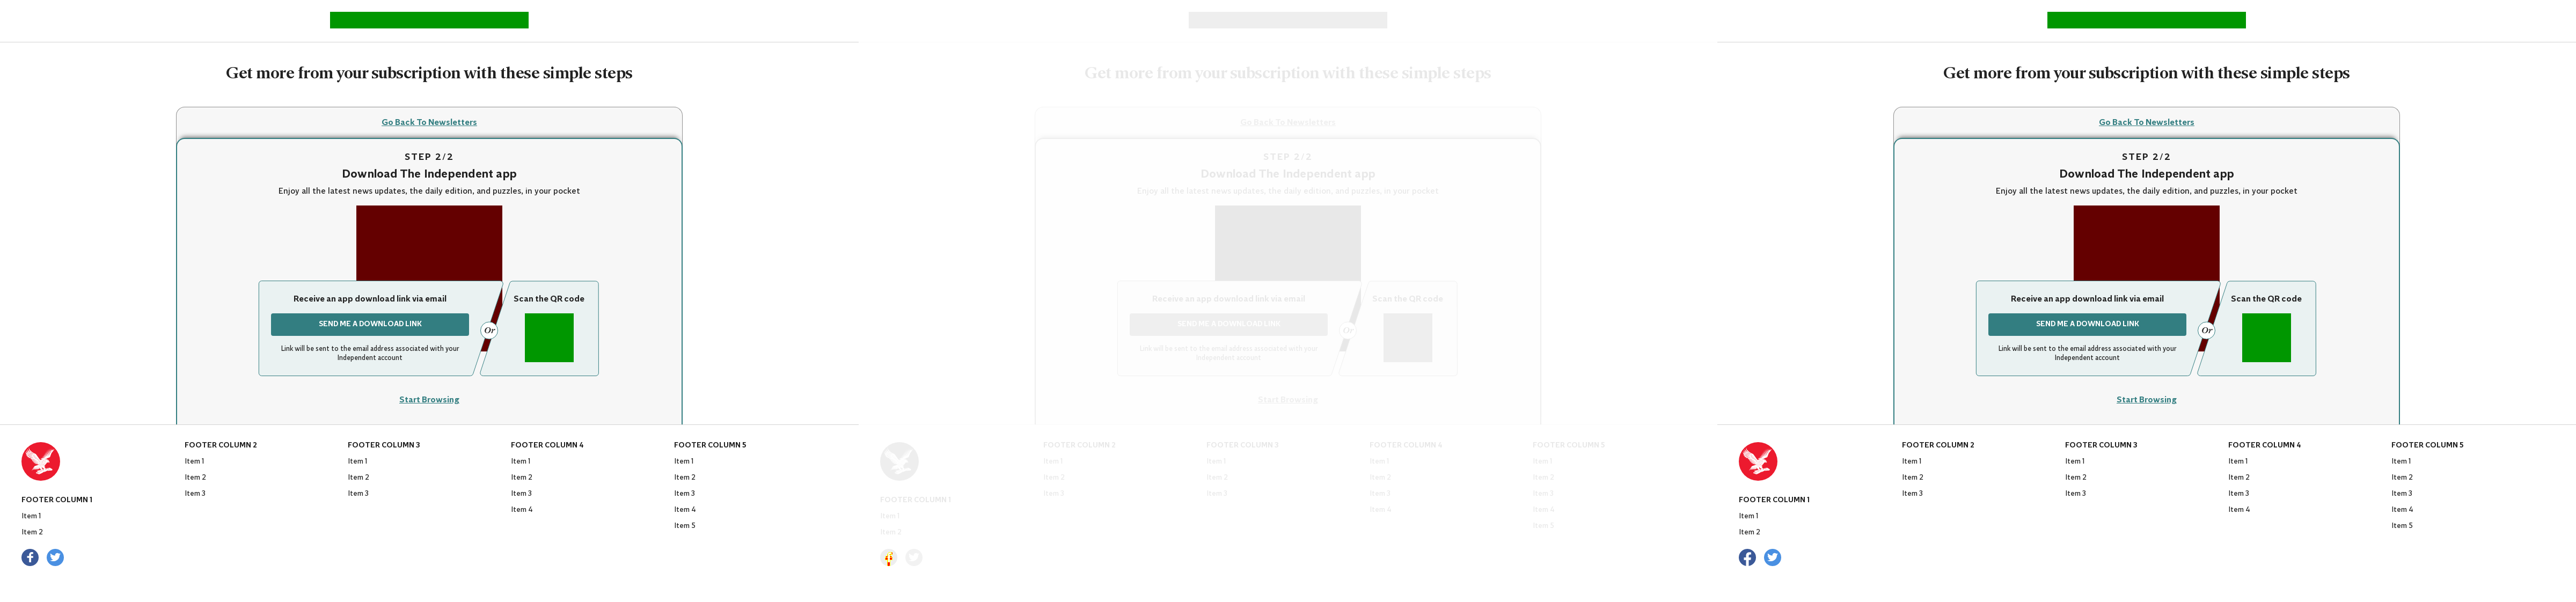 Get more from your subscription with these simple steps
Go Back To Newsletters
STEP 2/2
Download The Independent app
Enjoy all the latest news updates, the daily edition, and puzzles, in your pocket
Receive an app download link via email
SEND ME A DOWNLOAD LINK
Link will be sent to the email address associated with your
Independent account
Or
Scan the QR code
Start Browsing
FOOTER COLUMN 1
Item 1
Item 2
FOOTER COLUMN 2
Item 1
Item 2
Item 3
FOOTER COLUMN 3
Item 1
Item 2
Item 3
FOOTER COLUMN 4
Item 1
Item 2
Item 3
Item 4
FOOTER COLUMN 5
Item 1
Item 2
Item 3
Item 4
Item 5
Get more from your subscription with these simple steps
Go Back To Newsletters
STEP 2/2
Download The Independent app
Enjoy all the latest news updates, the daily edition, and puzzles, in your pocket
Receive an app download link via email
SEND ME A DOWNLOAD LINK
Link will be sent to the email address associated with your
Independent account
Or
Scan the QR code
Start Browsing
FOOTER COLUMN 1
Item 1
Item 2
FOOTER COLUMN 2
Item 1
Item 2
Item 3
FOOTER COLUMN 3
Item 1
Item 2
Item 3
FOOTER COLUMN 4
Item 1
Item 2
Item 3
Item 4
FOOTER COLUMN 5
Item 1
Item 2
Item 3
Item 4
Item 5
Get more from your subscription with these simple steps
Go Back To Newsletters
STEP 2/2
Download The Independent app
Enjoy all the latest news updates, the daily edition, and puzzles, in your pocket
Receive an app download link via email
SEND ME A DOWNLOAD LINK
Link will be sent to the email address associated with your
Independent account
Or
Scan the QR code
Start Browsing
FOOTER COLUMN 1
Item 1
Item 2
FOOTER COLUMN 2
Item 1
Item 2
Item 3
FOOTER COLUMN 3
Item 1
Item 2
Item 3
FOOTER COLUMN 4
Item 1
Item 2
Item 3
Item 4
FOOTER COLUMN 5
Item 1
Item 2
Item 3
Item 4
Item 5